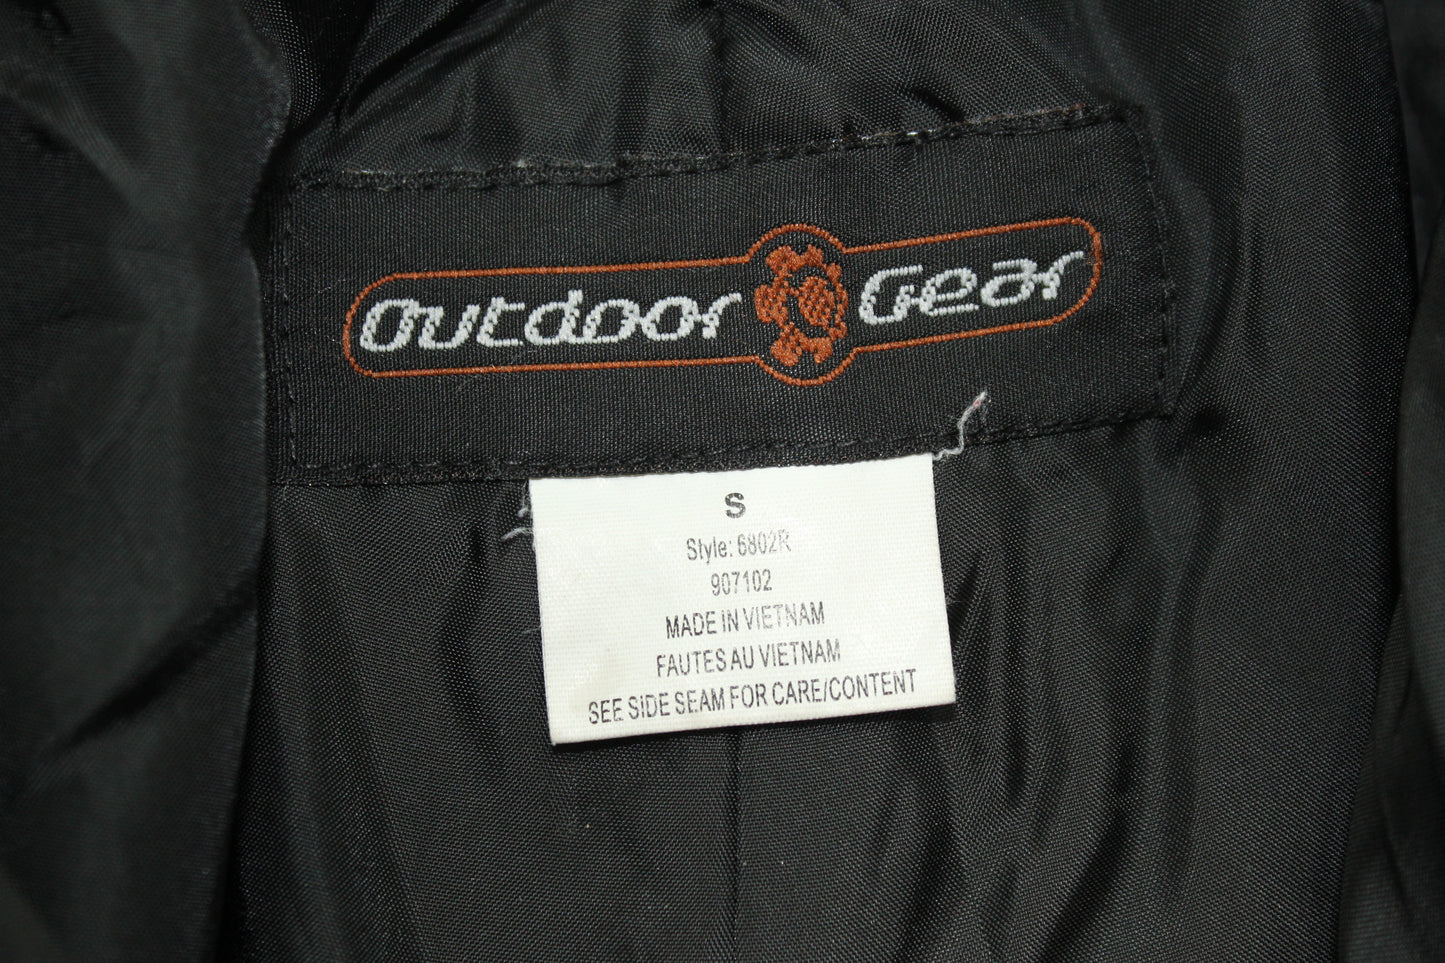 Outdoor Gear
S
Style: 6802R
907102
MADE IN VIETNAM
FAUTES AU VIETNAM
SEE SIDE SEAM FOR CARE/CONTENT